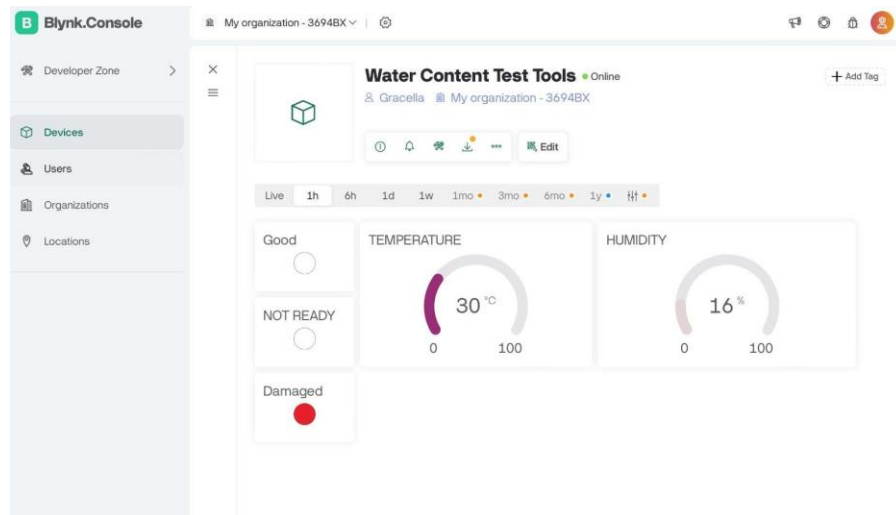 B Blynk.Console
My organization - 3694BX
Developer Zone
Devices
Users
Organizations
Locations
Water Content Test Tools • Online
Gracella My organization - 3694BX
+ Add Tag
Edit
Live 1h 6h 1d 1w 1mo 3mo 6mo 1y
Good
NOT READY
Damaged
TEMPERATURE
30 °C
0 100
HUMIDITY
16 %
0 100